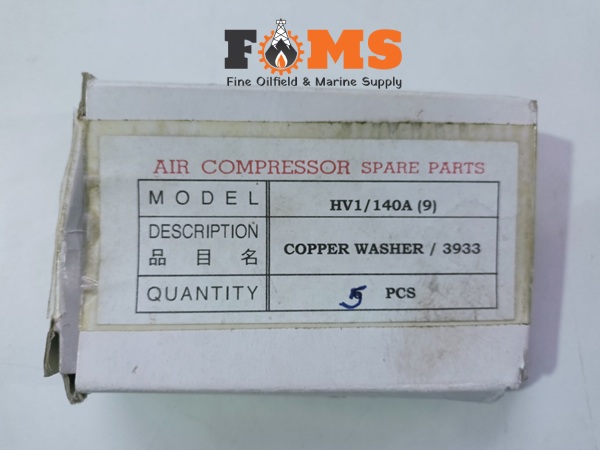 FOMS
Fine Oilfield & Marine Supply
AIR COMPRESSOR SPARE PARTS
MODEL HV1/140A (9)
DESCRIPTION
品目名 COPPER WASHER / 3933
QUANTITY 5 PCS